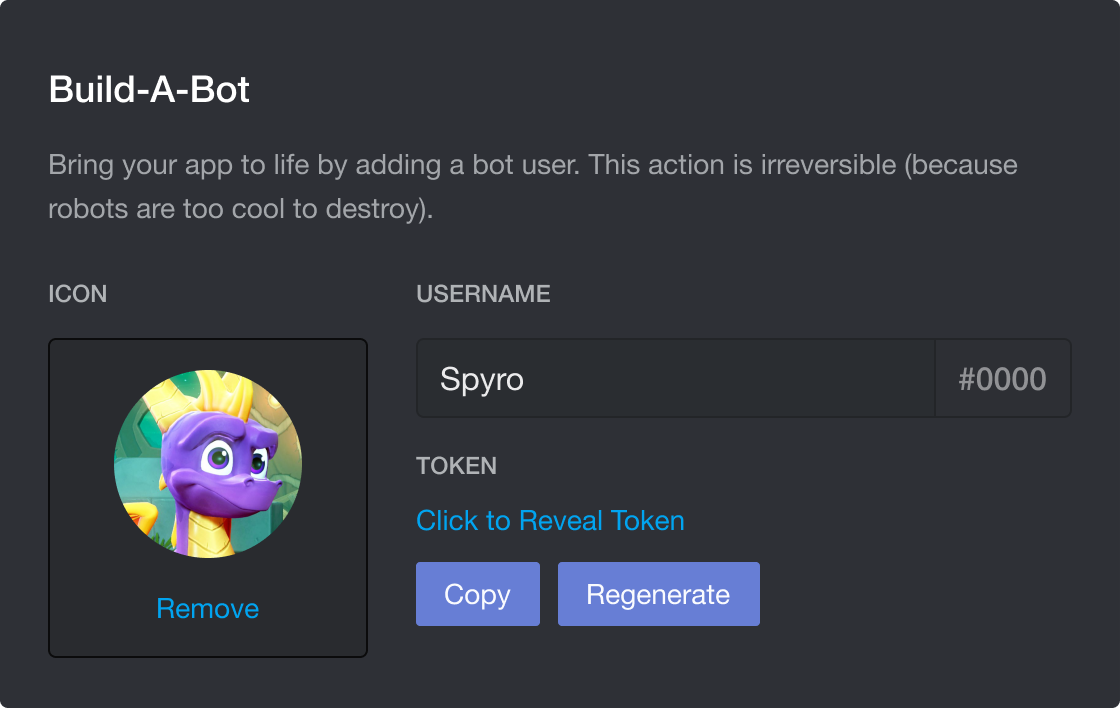 Build-A-Bot
Bring your app to life by adding a bot user. This action is irreversible (because
robots are too cool to destroy).
ICON
USERNAME
Spyro
#0000
TOKEN
Click to Reveal Token
Copy
Regenerate
Remove